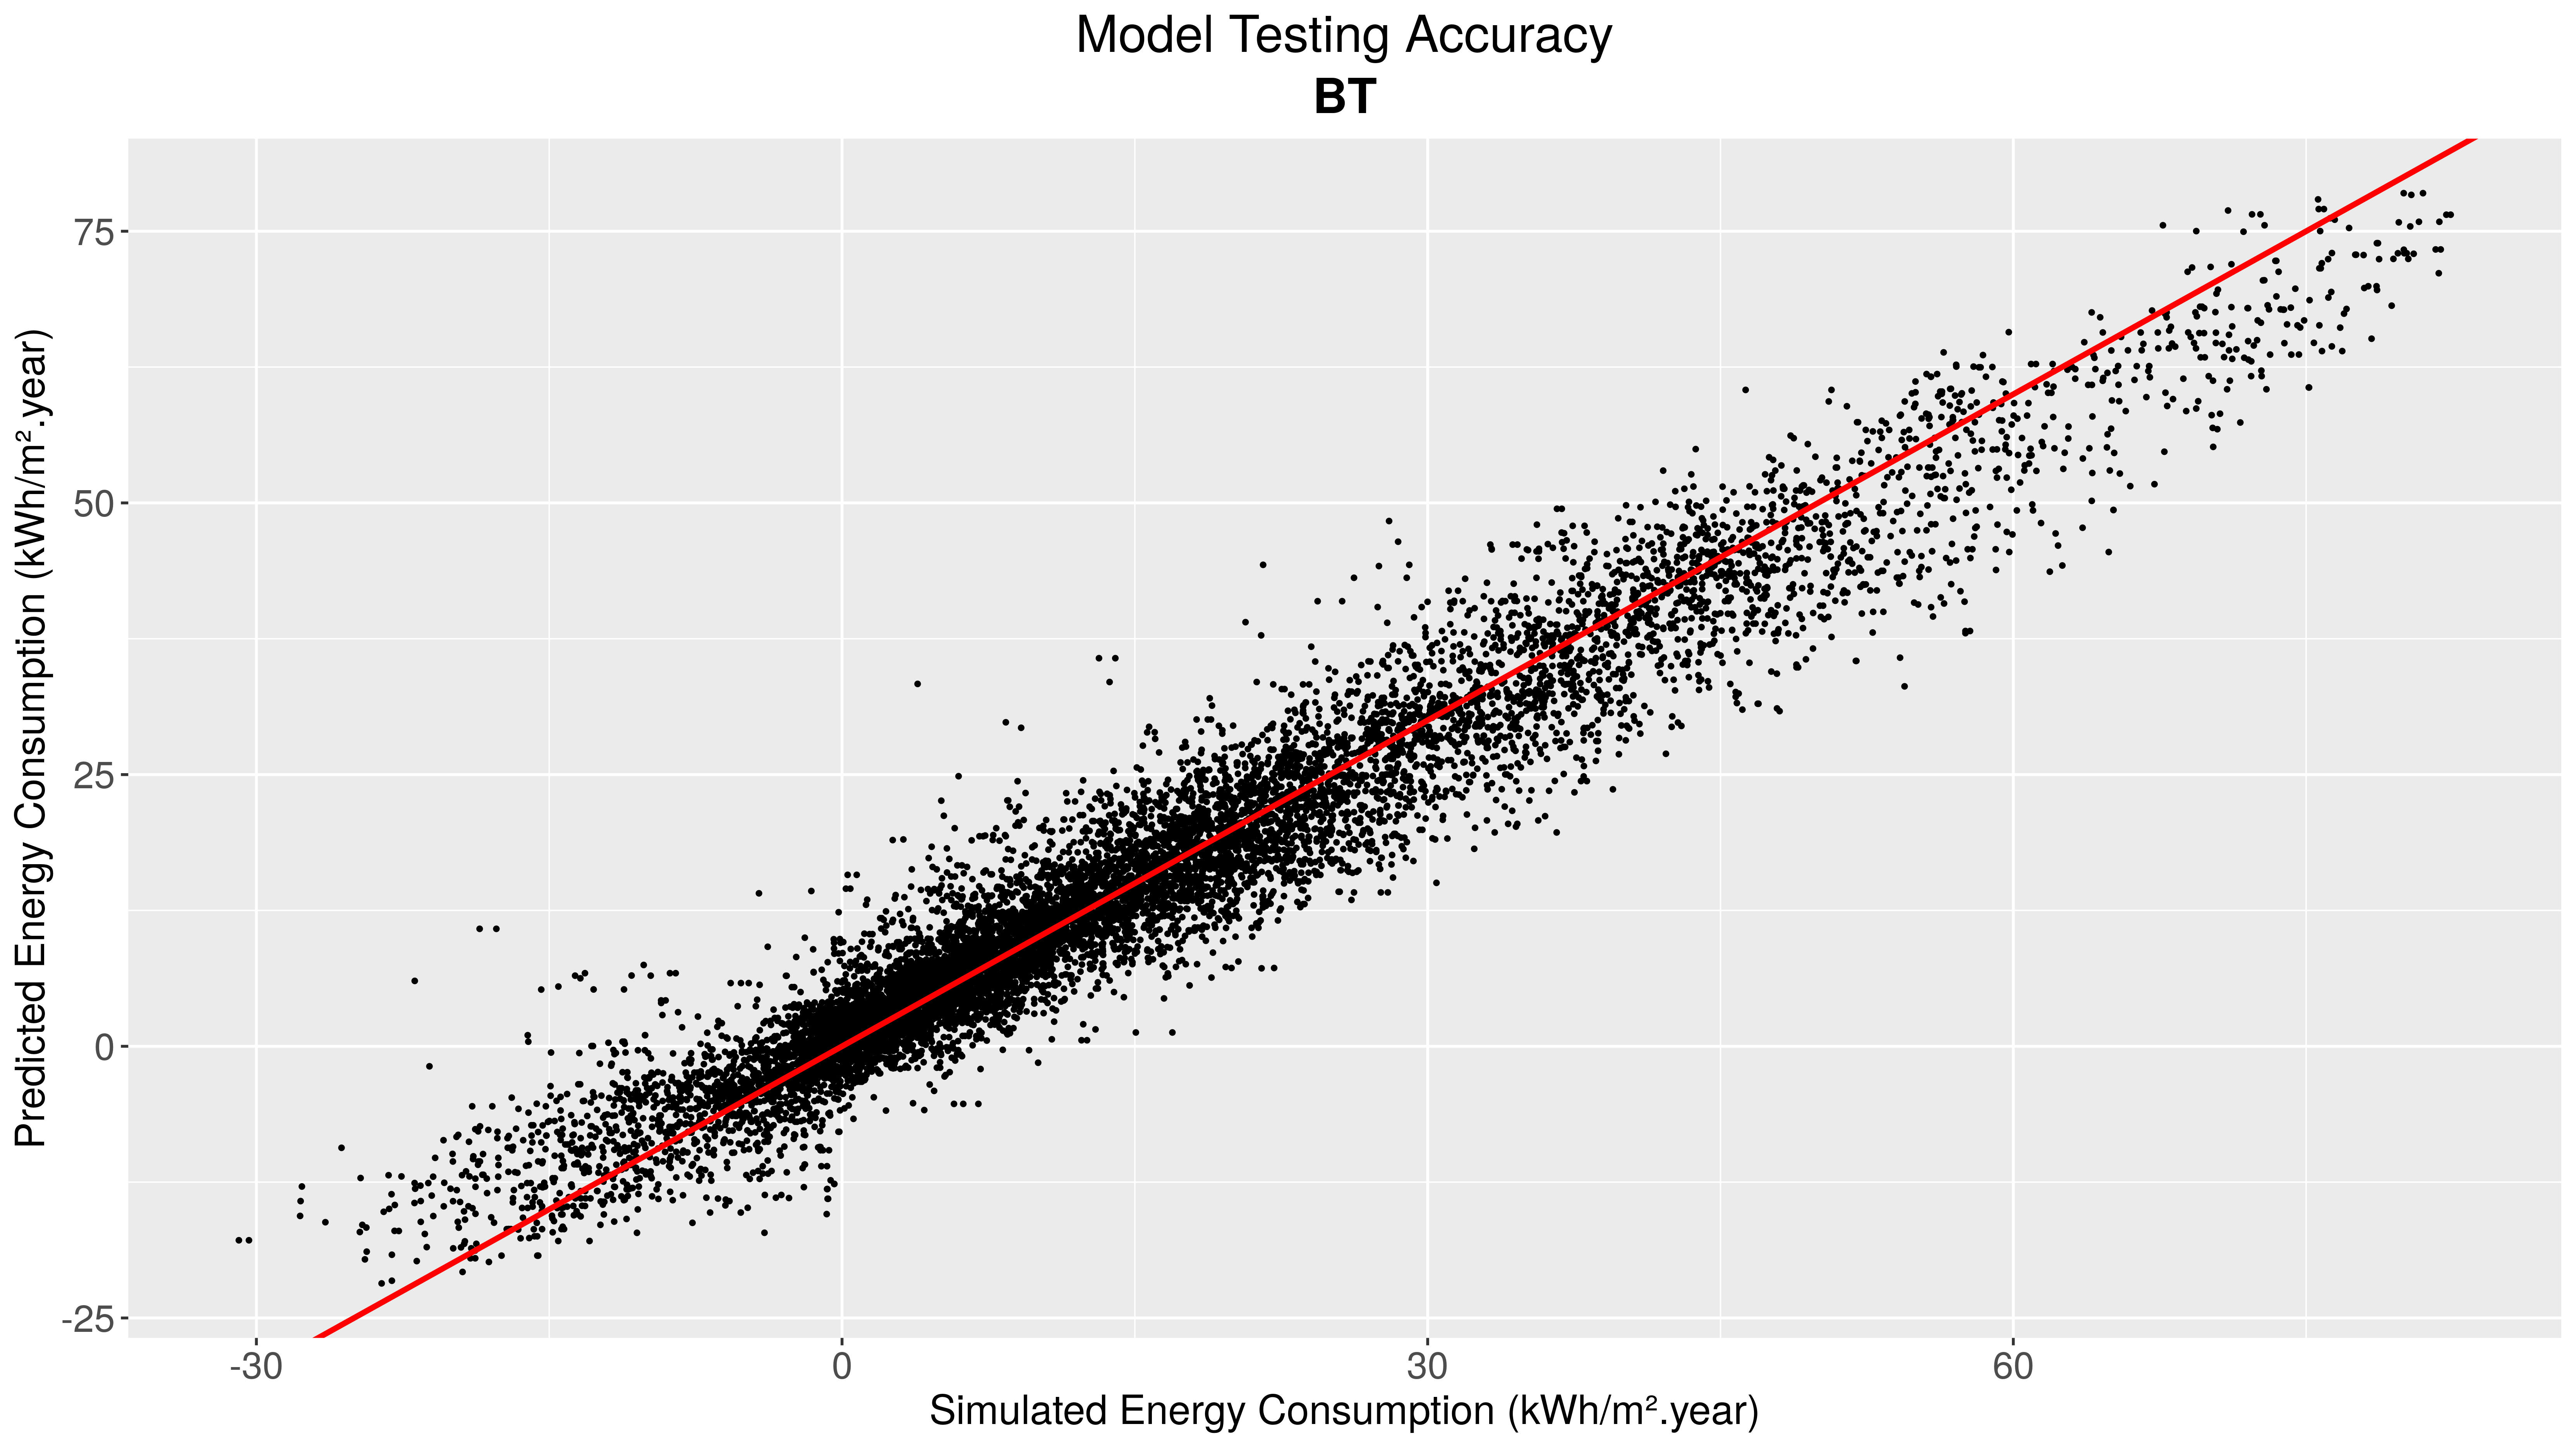 Model Testing Accuracy
BT
Predicted Energy Consumption (kWh/m².year)
75
50
25
0
-25
-30
0
30
60
Simulated Energy Consumption (kWh/m².year)